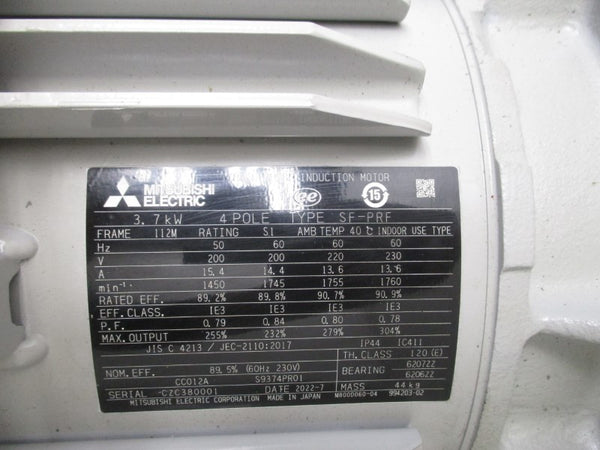 INDUCTION MOTOR
MITSUBISHI
ELECTRIC
15
3.7kW 4 POLE TYPE SF-PRF
FRAME 112M RATING S1 AMB TEMP 40℃ INDOOR USE TYPE
Hz 50 60 60 60
V 200 200 220 230
A 15.4 14.4 13.6 13.6
min⁻¹ 1450 1745 1755 1760
RATED EFF. 89.2% 89.8% 90.7% 90.9%
EFF. CLASS. IE3 IE3 IE3 IE3
P.F. 0.79 0.84 0.80 0.78
MAX. OUTPUT 255% 232% 279% 304%
JIS C 4213 / JEC-2110:2017 IP44 IC411
TH. CLASS 120(E)
NOM.EFF. 89.5% (60Hz 230V) BEARING 6207ZZ
6206ZZ
CC012A S9374PR01
SERIAL CZC380001 DATE 2022-7 MASS 44kg
MITSUBISHI ELECTRIC CORPORATION MADE IN JAPAN M800D060-04 994203-02